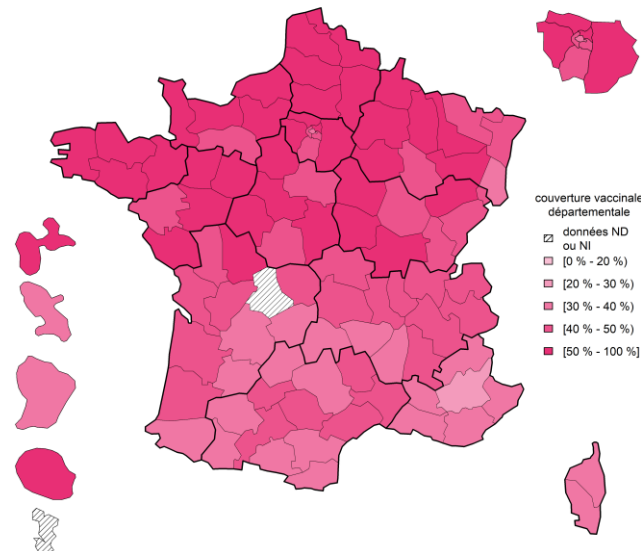 couverture vaccinale
départementale
données ND
ou NI
[0 % - 20 %)
[20 % - 30 %)
[30 % - 40 %)
[40 % - 50 %)
[50 % - 100 %]